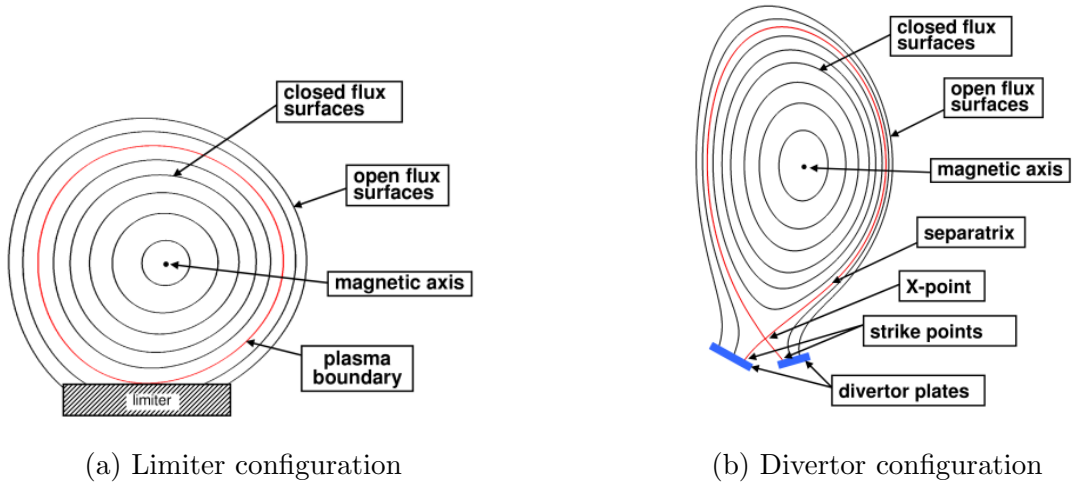 closed flux
surfaces
open flux
surfaces
magnetic axis
plasma
boundary
limiter
(a) Limiter configuration
closed flux
surfaces
open flux
surfaces
magnetic axis
separatrix
X-point
strike points
divertor plates
(b) Divertor configuration